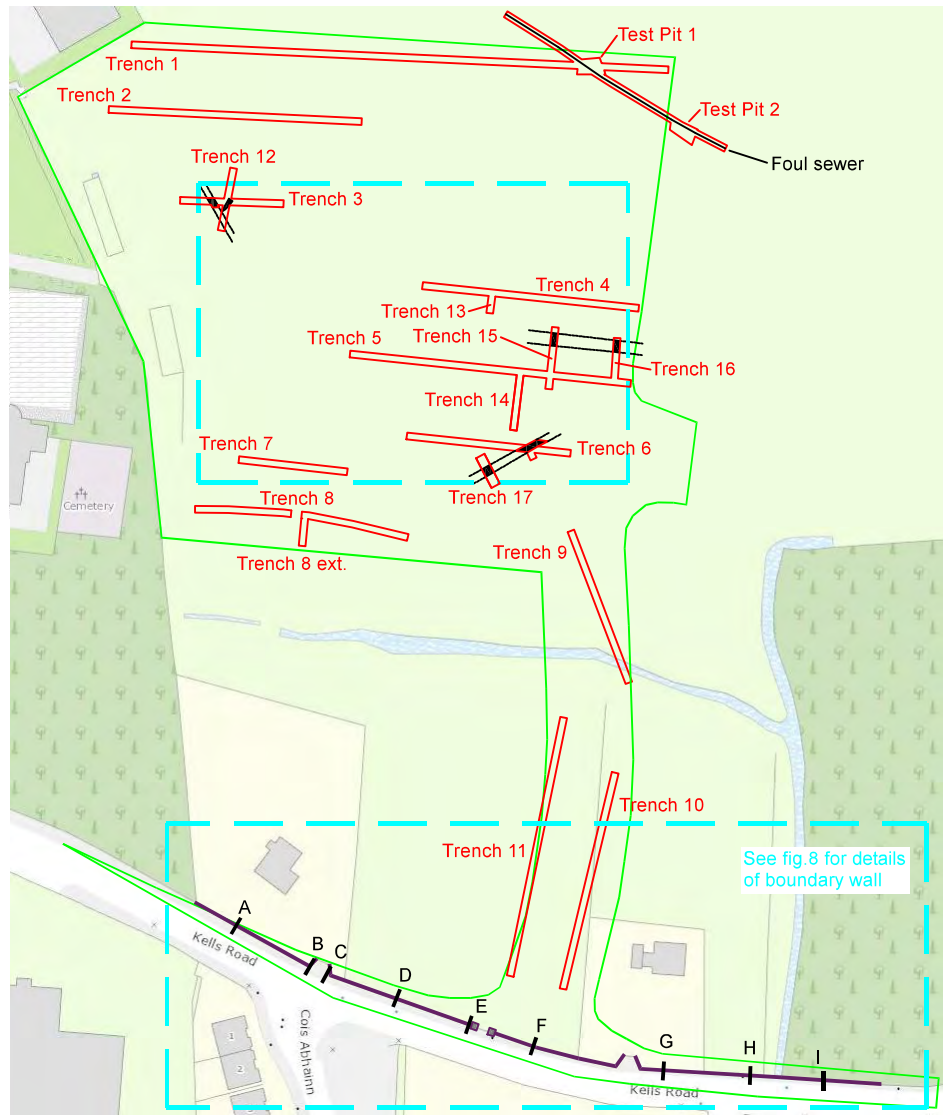 Test Pit 1
Trench 1
Trench 2
Test Pit 2
Foul sewer
Trench 12
Trench 3
Trench 4
Trench 13
Trench 5
Trench 15
Trench 16
Trench 14
Trench 7
Trench 6
Trench 8
Trench 17
Cemetery
Trench 9
Trench 8 ext.
Trench 10
Trench 11
See fig.8 for details
of boundary wall
A
B
C
D
E
F
G
H
I
Kells Road
Cois Abhainn
1
2
3
Kells Road